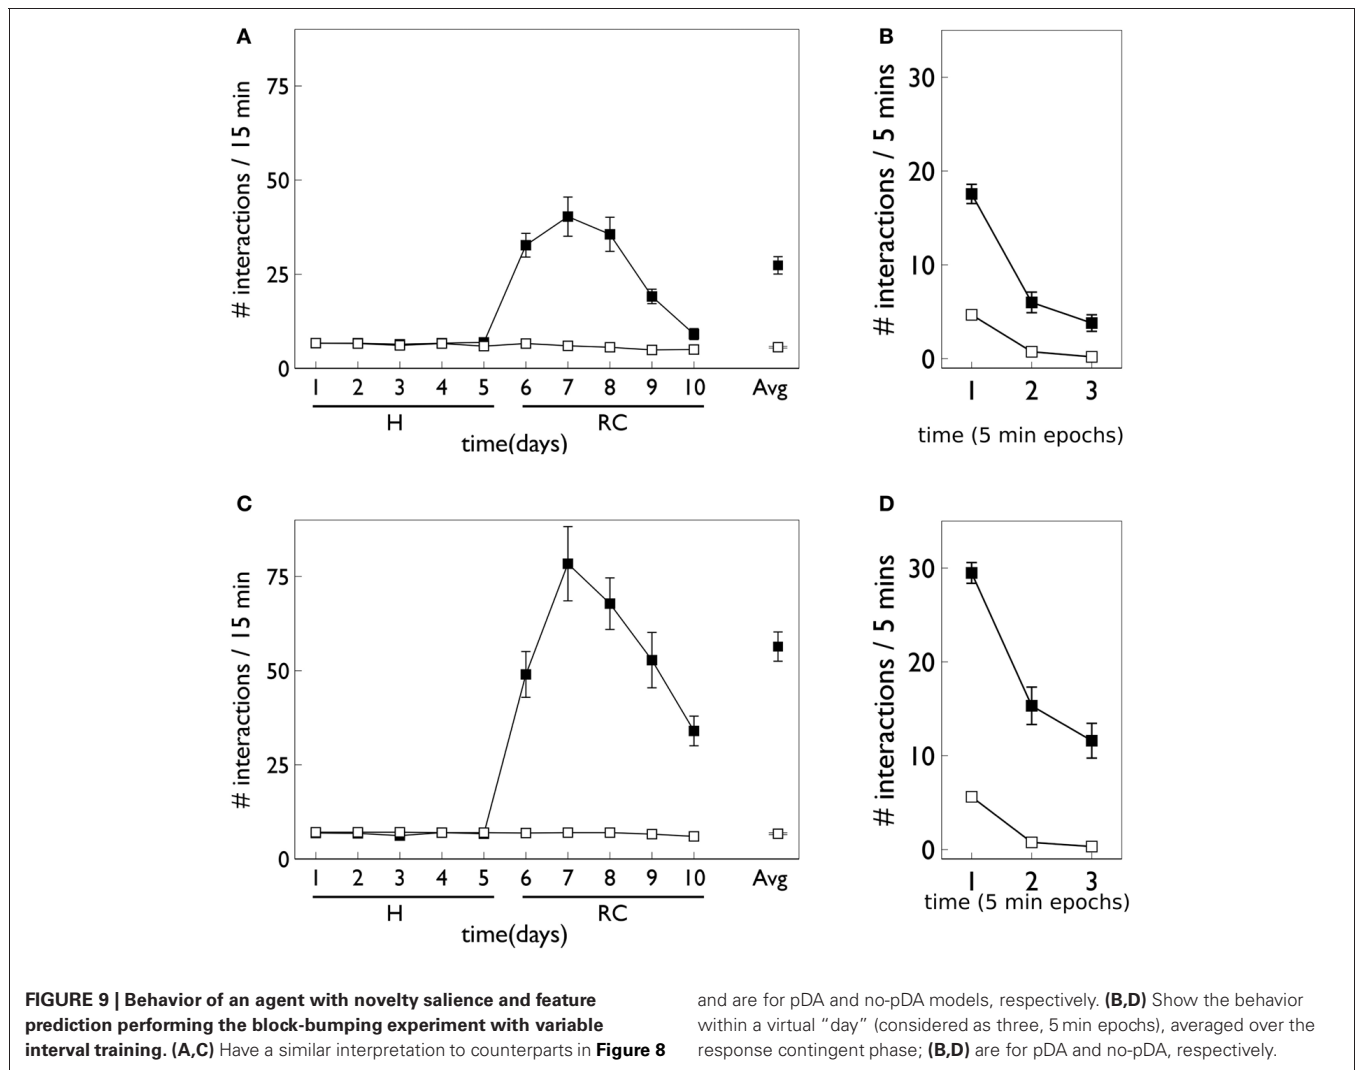 A
# interactions / 15 min
75
50
25
0
1 2 3 4 5 6 7 8 9 10 Avg
H RC
time(days)
B
# interactions / 5 mins
30
20
10
0
1 2 3
time (5 min epochs)
C
# interactions / 15 min
75
50
25
0
1 2 3 4 5 6 7 8 9 10 Avg
H RC
time(days)
D
# interactions / 5 mins
30
20
10
0
1 2 3
time (5 min epochs)
FIGURE 9 | Behavior of an agent with novelty salience and feature
prediction performing the block-bumping experiment with variable
interval training. (A,C) Have a similar interpretation to counterparts in Figure 8
and are for pDA and no-pDA models, respectively. (B,D) Show the behavior
within a virtual “day” (considered as three, 5 min epochs), averaged over the
response contingent phase; (B,D) are for pDA and no-pDA, respectively.